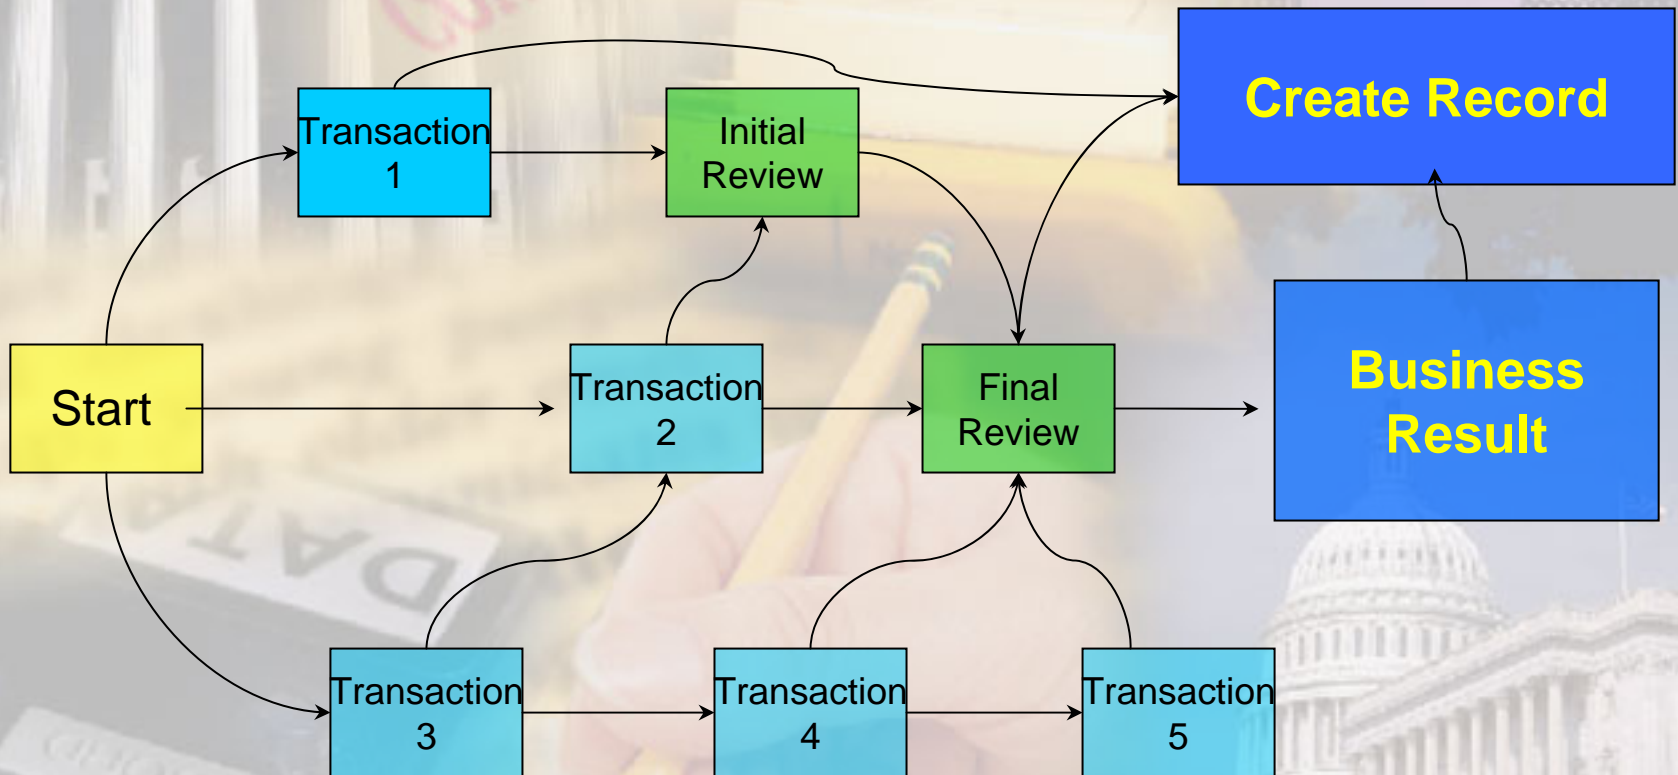 Create Record
Transaction
1
Initial
Review
Start
Transaction
2
Final
Review
Business
Result
DAT
Transaction
3
Transaction
4
Transaction
5